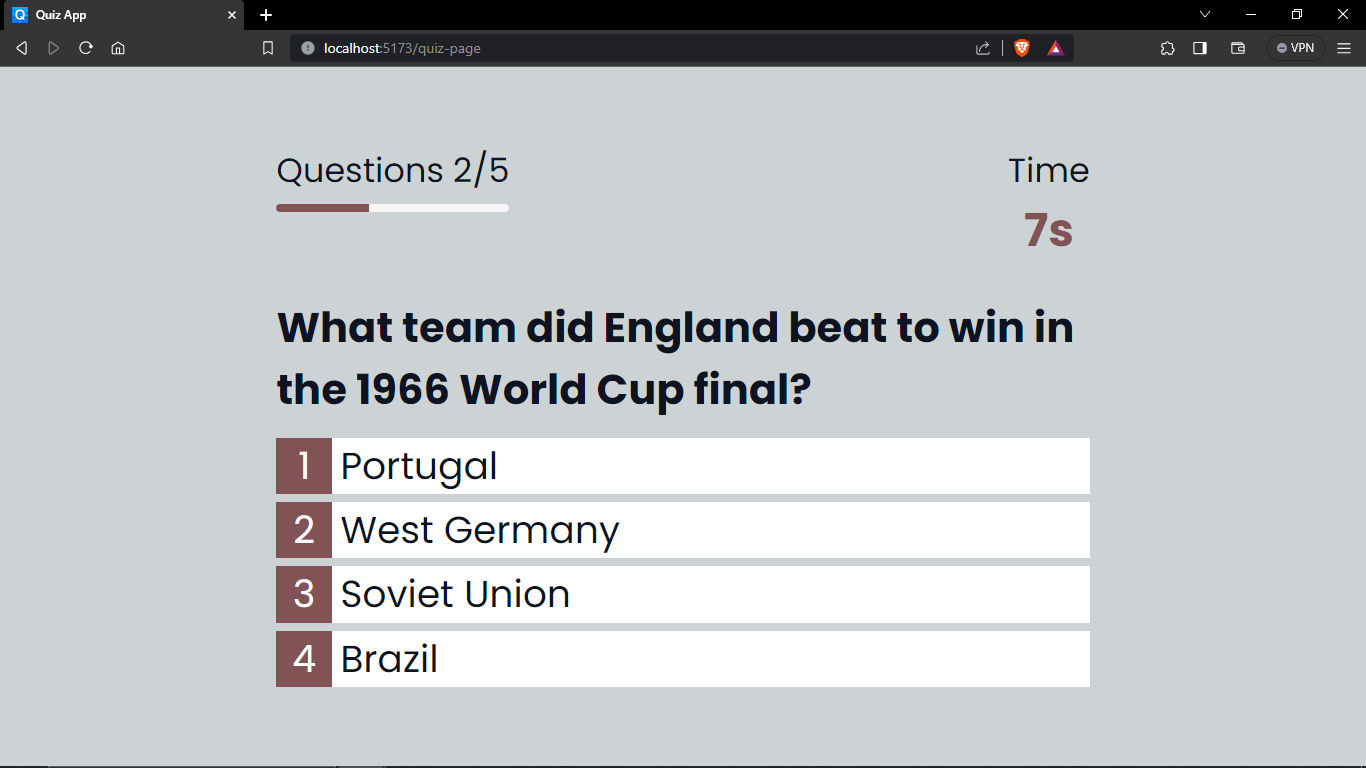 Q Quiz App
localhost:5173/quiz-page
VPN
Questions 2/5
Time
7s
What team did England beat to win in
the 1966 World Cup final?
1 Portugal
2 West Germany
3 Soviet Union
4 Brazil